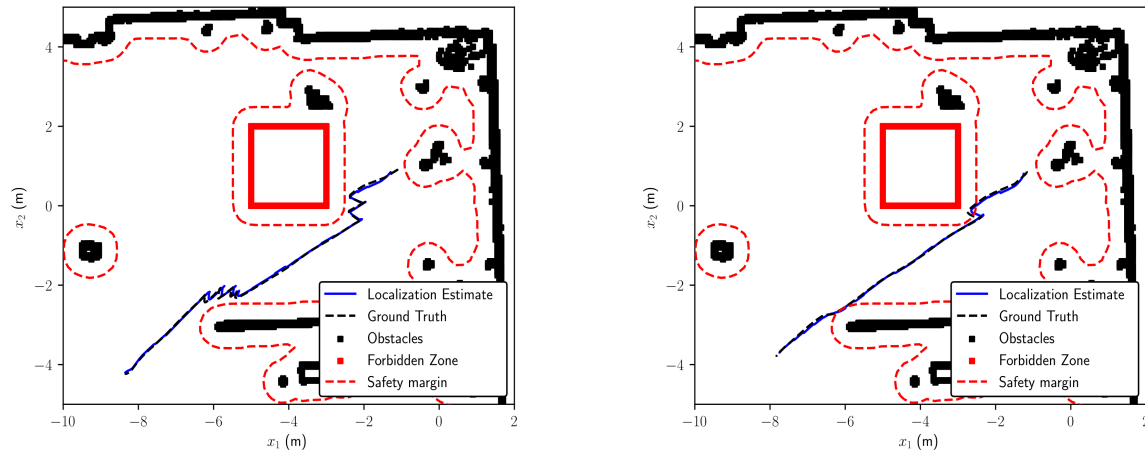 4
2
0
−2
−4
x₂ (m)
−10 −8 −6 −4 −2 0 2
x₁ (m)
Localization Estimate
Ground Truth
Obstacles
Forbidden Zone
Safety margin
4
2
0
−2
−4
x₂ (m)
−10 −8 −6 −4 −2 0 2
x₁ (m)
Localization Estimate
Ground Truth
Obstacles
Forbidden Zone
Safety margin